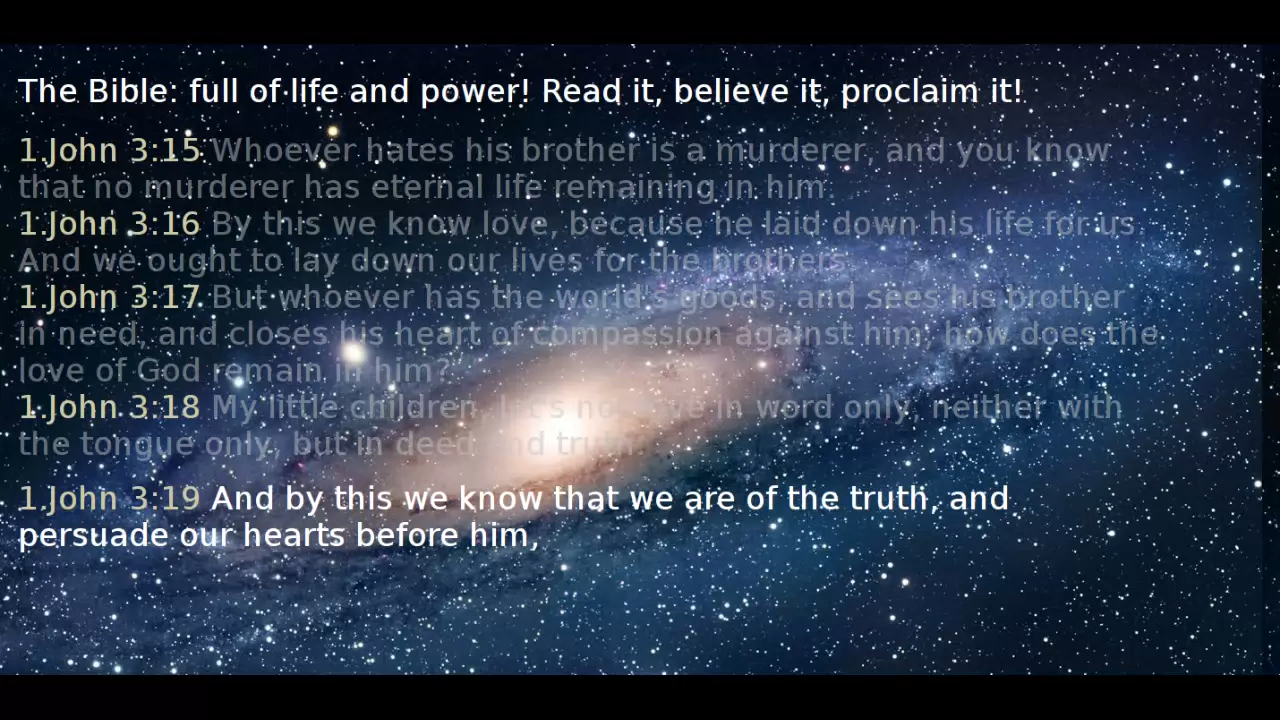 The Bible: full of life and power! Read it, believe it, proclaim it!
1.John 3:15 Whoever hates his brother is a murderer, and you know
that no murderer has eternal life remaining in him.
1.John 3:16 By this we know love, because he laid down his life for us.
And we ought to lay down our lives for the brothers.
1.John 3:17 But whoever has the world's goods, and sees his brother
in need, and closes his heart of compassion against him, how does the
love of God remain in him?
1.John 3:18 My little children, let's not love in word only, neither with
the tongue only, but in deed and truth.
1.John 3:19 And by this we know that we are of the truth, and
persuade our hearts before him,